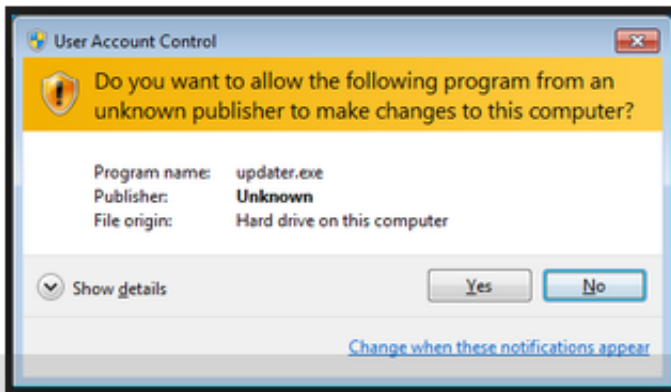 User Account Control
Do you want to allow the following program from an
unknown publisher to make changes to this computer?
Program name: updater.exe
Publisher: Unknown
File origin: Hard drive on this computer
Show details
Yes No
Change when these notifications appear